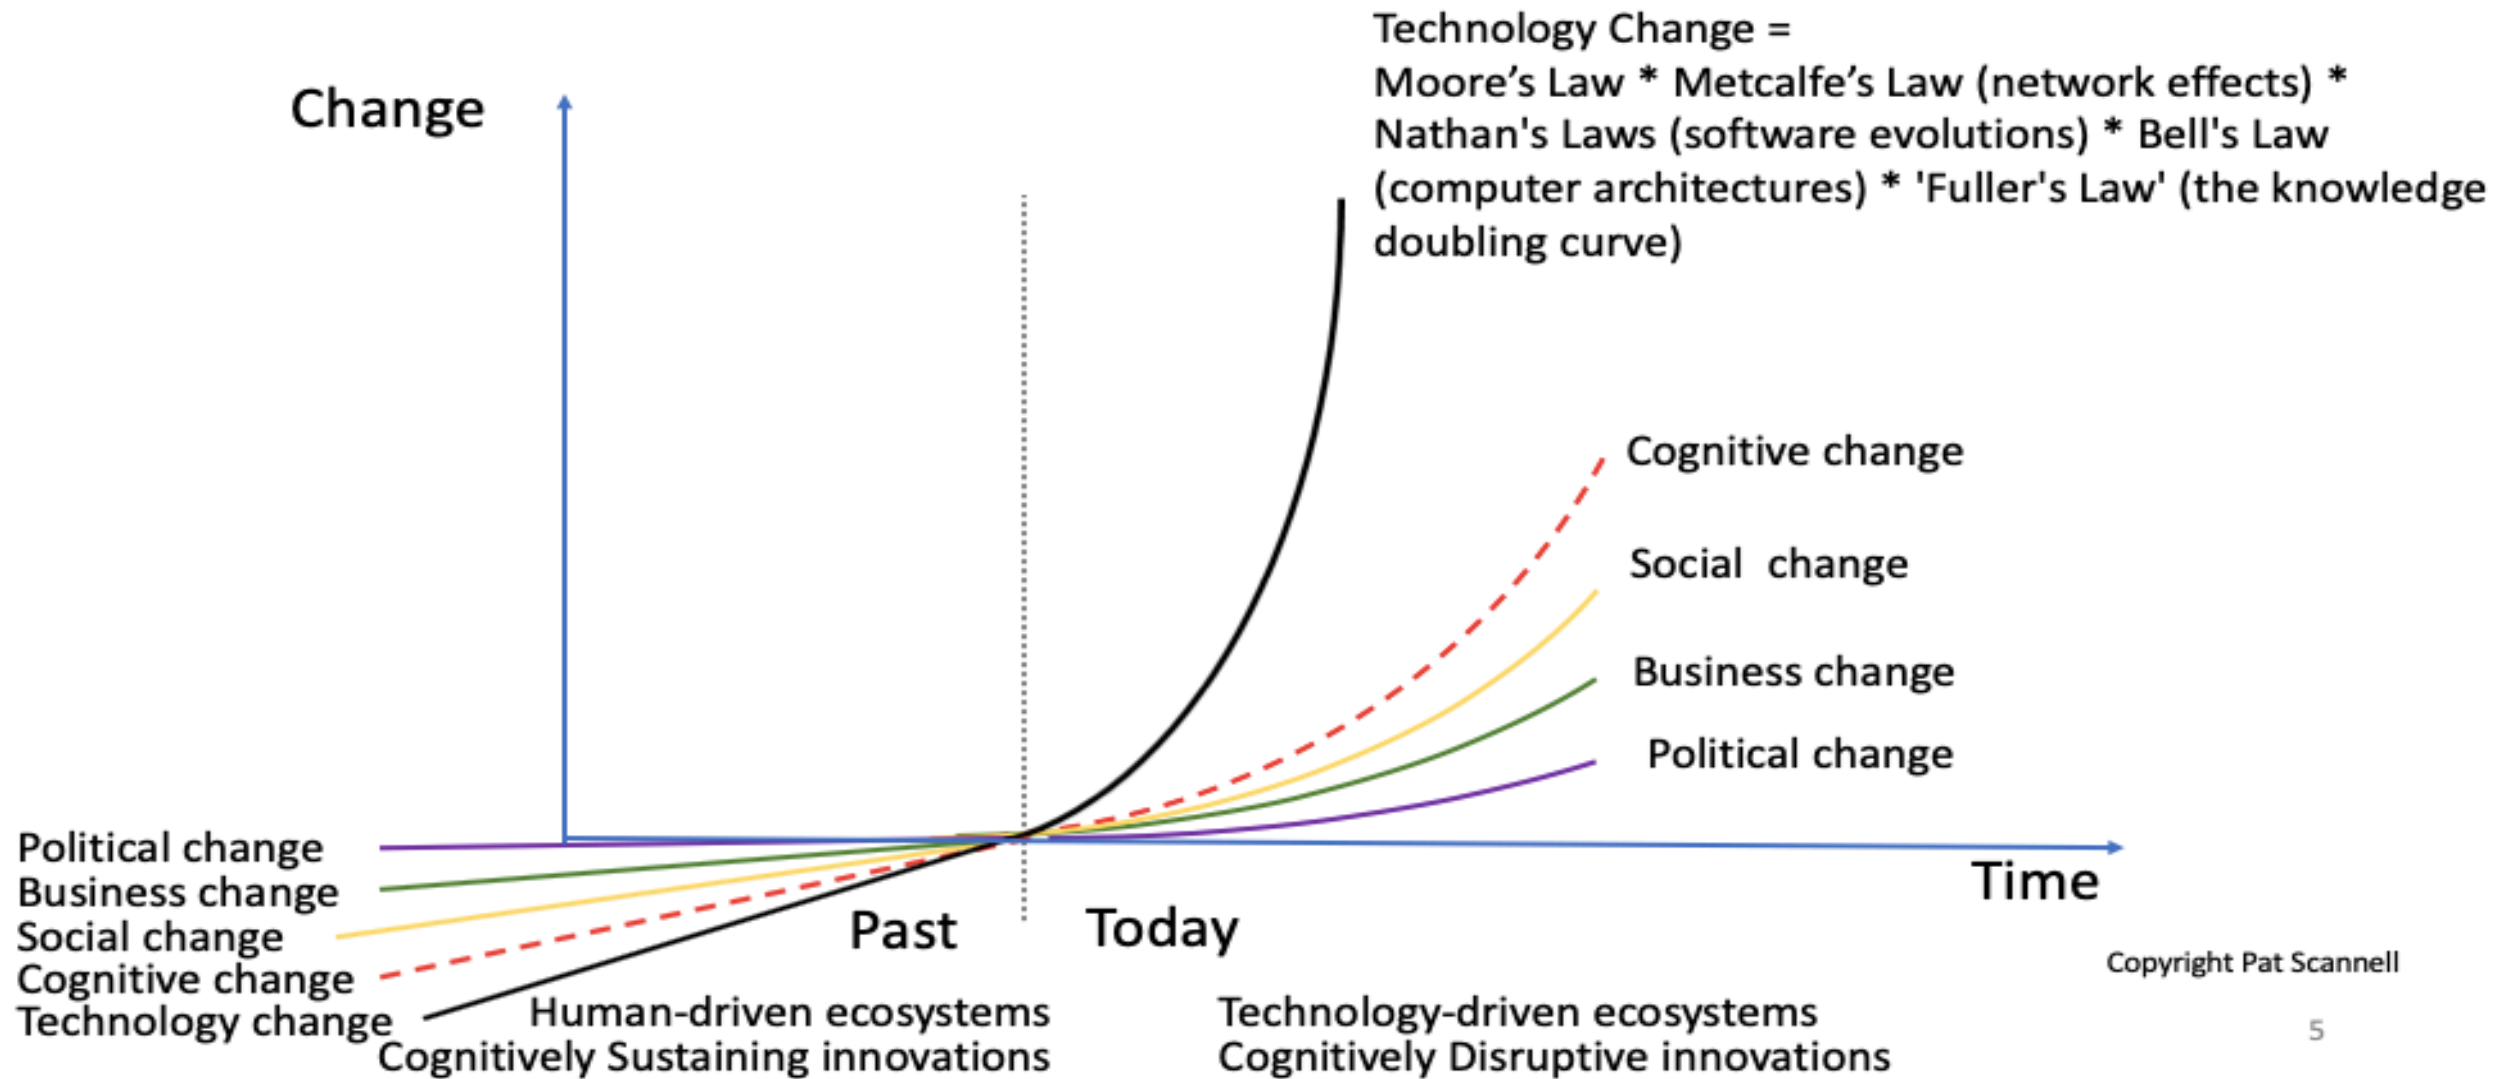 Technology Change =
Moore’s Law * Metcalfe’s Law (network effects) *
Nathan's Laws (software evolutions) * Bell's Law
(computer architectures) * 'Fuller's Law' (the knowledge
doubling curve)
Change
Cognitive change
Social change
Business change
Political change
Political change
Business change
Social change
Cognitive change
Technology change
Past
Today
Time
Copyright Pat Scannell
Human-driven ecosystems
Cognitively Sustaining innovations
Technology-driven ecosystems
Cognitively Disruptive innovations
5